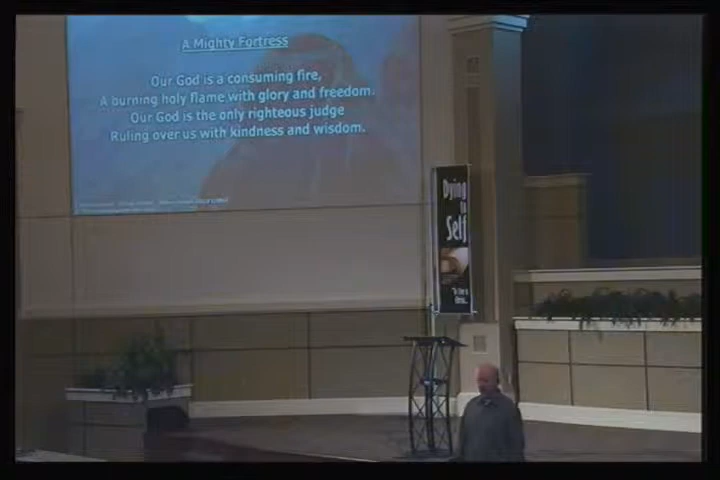 A Mighty Fortress
Our God is a consuming fire,
A burning holy flame with glory and freedom.
Our God is the only righteous judge
Ruling over us with kindness and wisdom.
Dying
to
Self